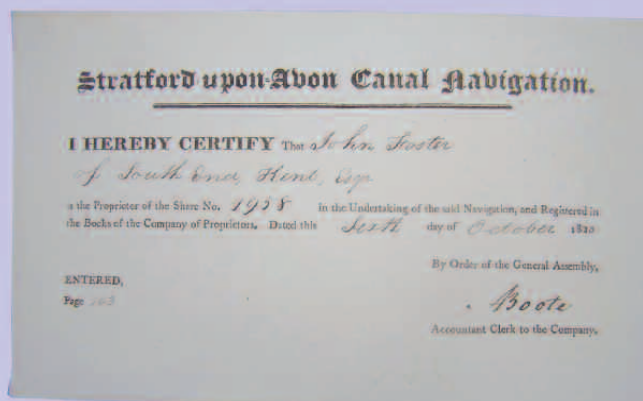 Stratford upon-Avon Canal Navigation.
I HEREBY CERTIFY That John Foster
of South End, Kent, Esqr
is the Proprietor of the Share No. 1958 in the Undertaking of the said Navigation, and Registered in
the Books of the Company of Proprietors. Dated this Sixth day of October 1820
By Order of the General Assembly,
ENTERED,
Page 163
Boote
Accountant Clerk to the Company.